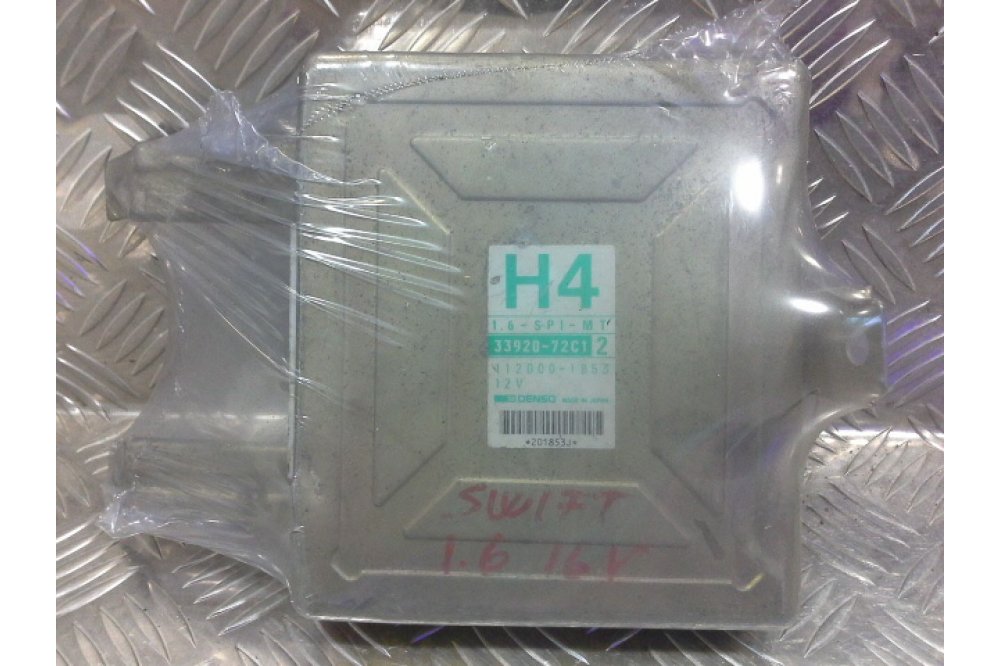 H4
1.6-SPI-MT
33920-72C1 2
112000-1853
12V
DENSO MADE IN JAPAN
*201853J*
SWIFT
1.6 16V